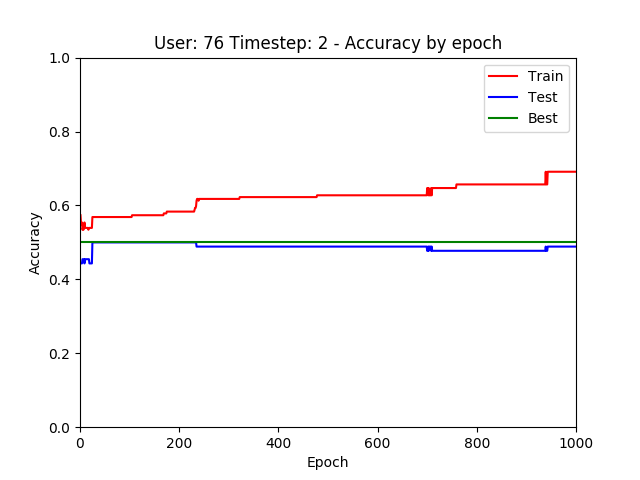 User: 76 Timestep: 2 - Accuracy by epoch
Train
Test
Best
1.0
0.8
0.6
0.4
0.2
0.0
Accuracy
0 200 400 600 800 1000
Epoch